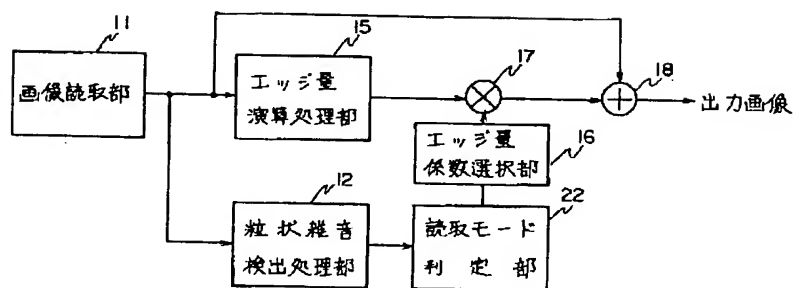 11
画像読取部
15
エッジ量
演算処理部
17
18
出力画像
エッジ量
係数選択部
16
12
粒状雑音
検出処理部
22
読取モード
判定部